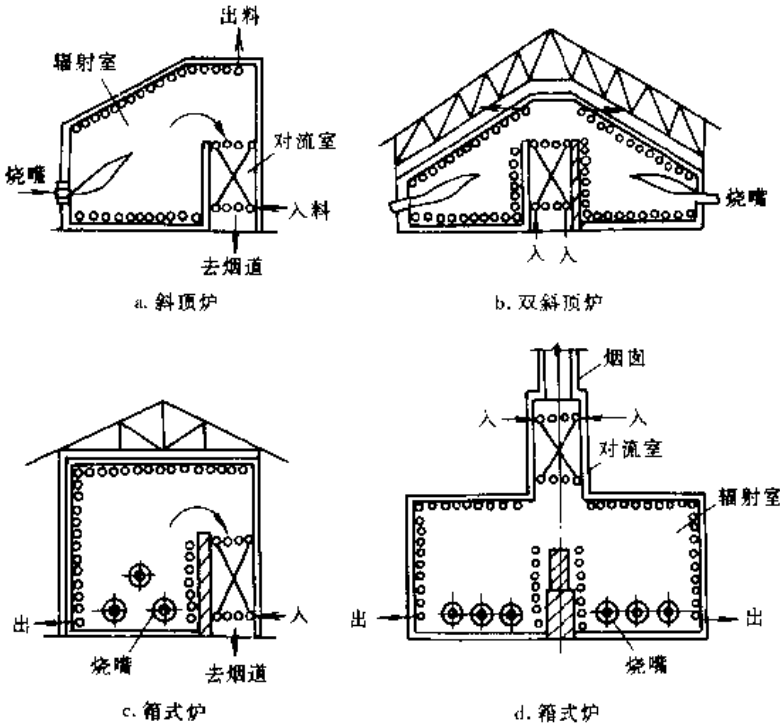 出料
辐射室
对流室
烧嘴
入料
去烟道
a. 斜顶炉
烧嘴
入 入
b. 双斜顶炉
出
入
烧嘴
去烟道
c. 箱式炉
烟囱
入 入
对流室
辐射室
出 出
烧嘴
d. 箱式炉